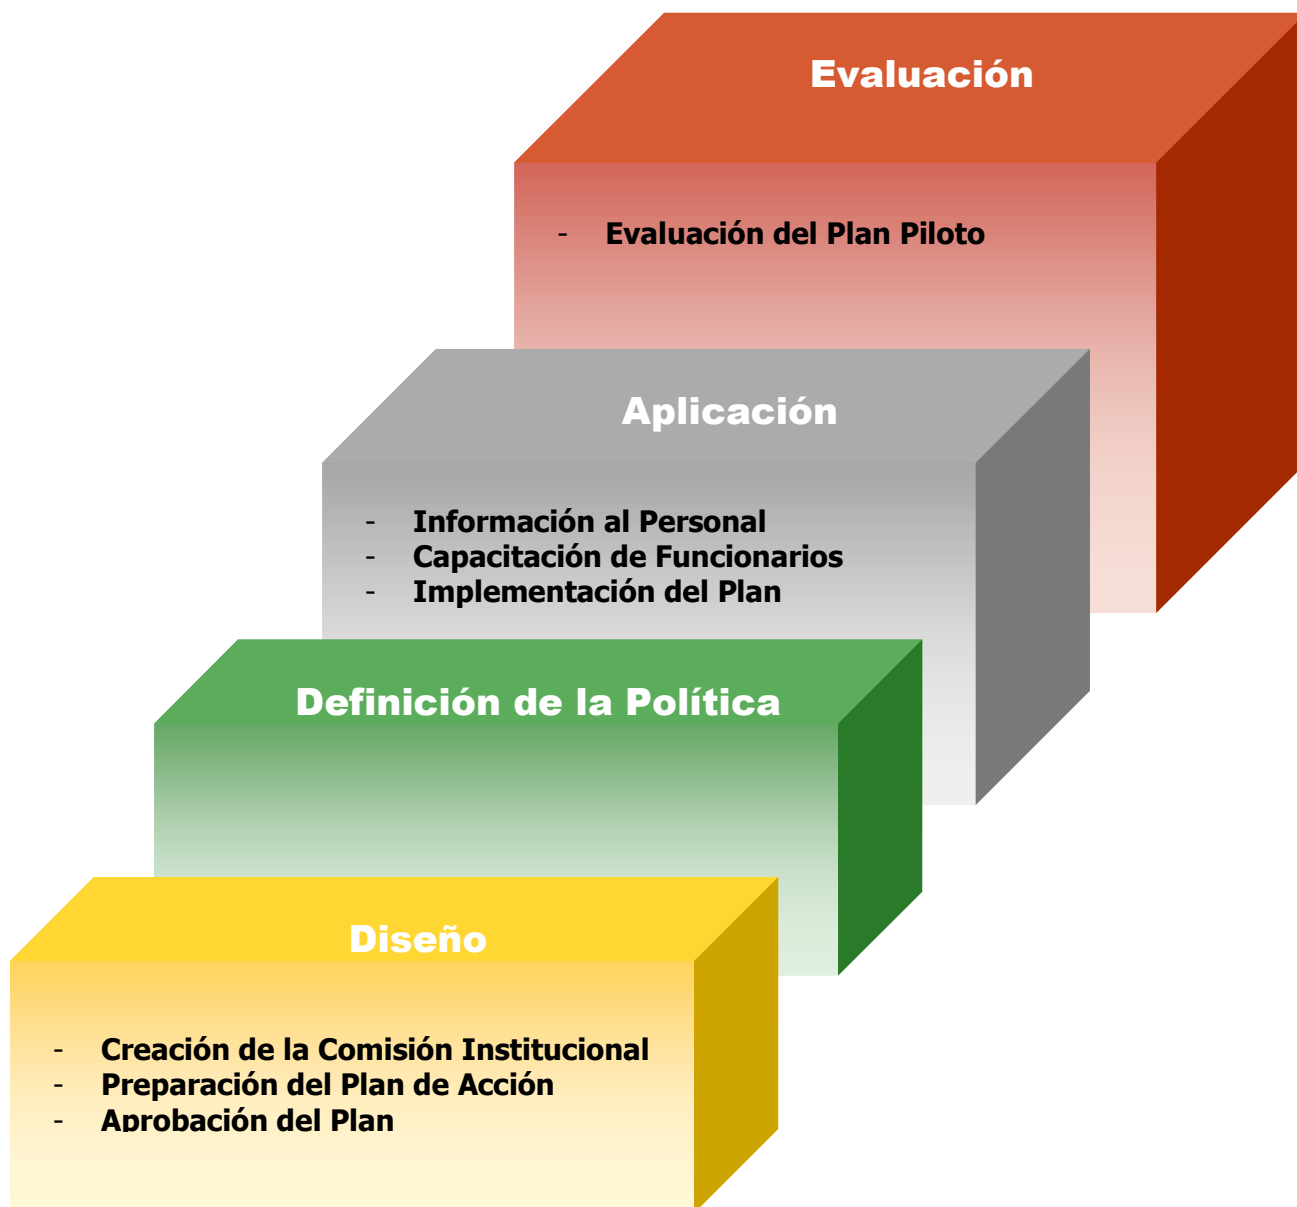 Evaluación
- Evaluación del Plan Piloto
Aplicación
- Información al Personal
- Capacitación de Funcionarios
- Implementación del Plan
Definición de la Política
Diseño
- Creación de la Comisión Institucional
- Preparación del Plan de Acción
- Aprobación del Plan